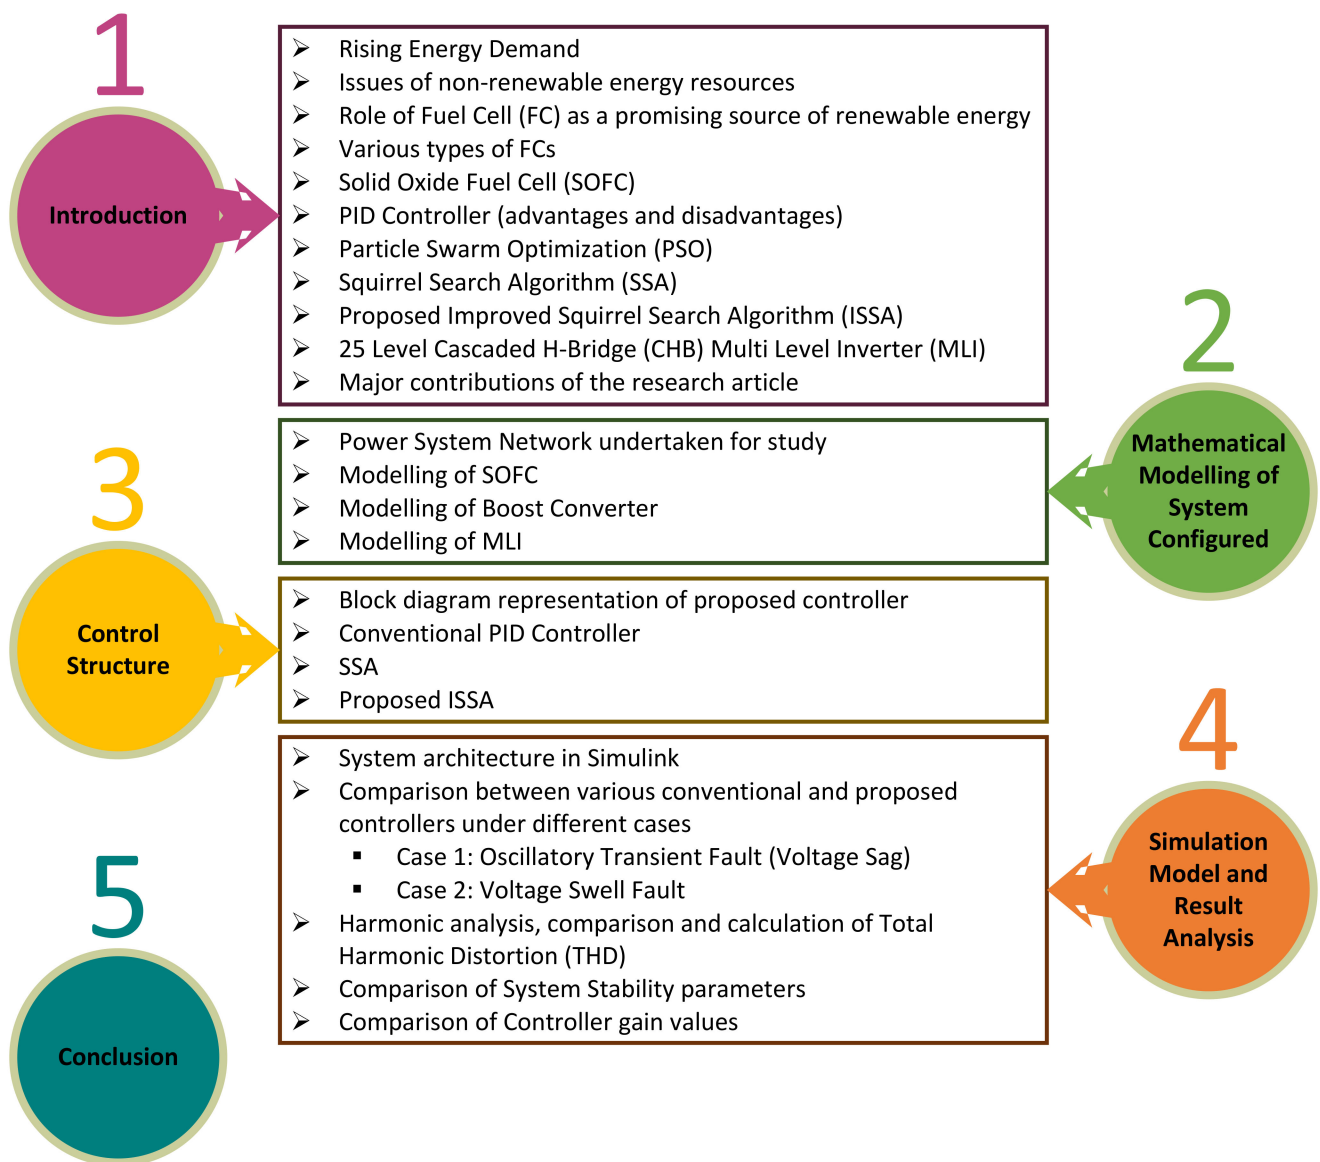 1
Introduction
➢ Rising Energy Demand
➢ Issues of non-renewable energy resources
➢ Role of Fuel Cell (FC) as a promising source of renewable energy
➢ Various types of FCs
➢ Solid Oxide Fuel Cell (SOFC)
➢ PID Controller (advantages and disadvantages)
➢ Particle Swarm Optimization (PSO)
➢ Squirrel Search Algorithm (SSA)
➢ Proposed Improved Squirrel Search Algorithm (ISSA)
➢ 25 Level Cascaded H-Bridge (CHB) Multi Level Inverter (MLI)
➢ Major contributions of the research article
2
Mathematical
Modelling of
System
Configured
➢ Power System Network undertaken for study
➢ Modelling of SOFC
➢ Modelling of Boost Converter
➢ Modelling of MLI
3
Control
Structure
➢ Block diagram representation of proposed controller
➢ Conventional PID Controller
➢ SSA
➢ Proposed ISSA
4
Simulation
Model and
Result
Analysis
➢ System architecture in Simulink
➢ Comparison between various conventional and proposed
controllers under different cases
▪ Case 1: Oscillatory Transient Fault (Voltage Sag)
▪ Case 2: Voltage Swell Fault
➢ Harmonic analysis, comparison and calculation of Total
Harmonic Distortion (THD)
➢ Comparison of System Stability parameters
➢ Comparison of Controller gain values
5
Conclusion